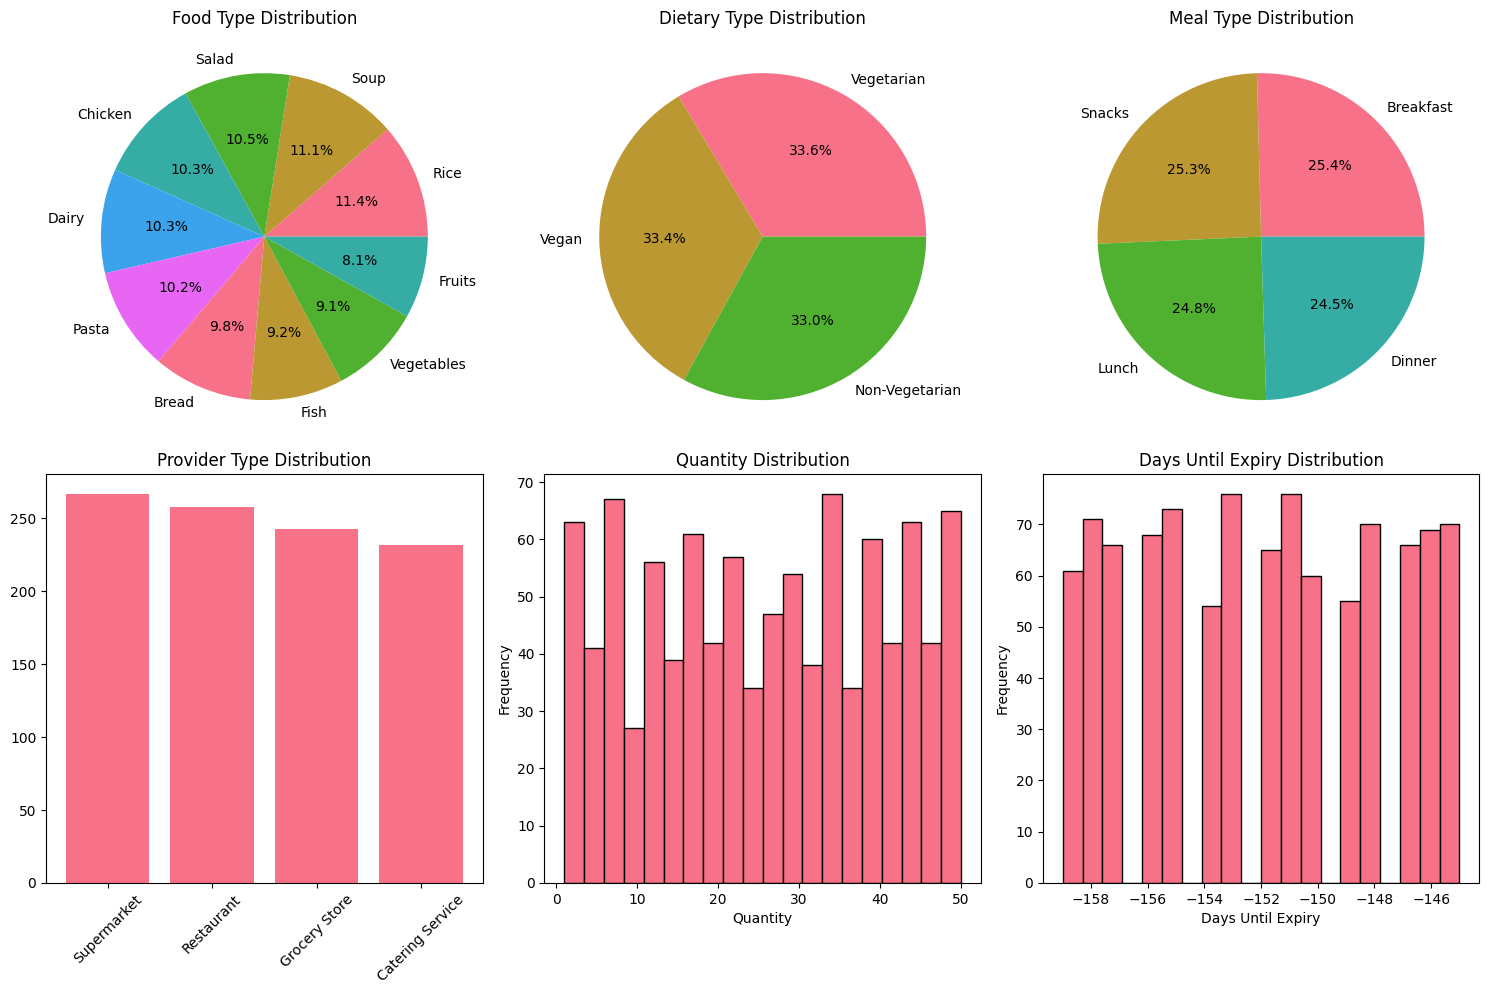 Food Type Distribution
Rice
11.4%
Soup
11.1%
Salad
10.5%
Chicken
10.3%
Dairy
10.3%
Pasta
10.2%
Bread
9.8%
Fish
9.2%
Vegetables
9.1%
Fruits
8.1%
Dietary Type Distribution
Vegetarian
33.6%
Vegan
33.4%
Non-Vegetarian
33.0%
Meal Type Distribution
Breakfast
25.4%
Snacks
25.3%
Lunch
24.8%
Dinner
24.5%
Provider Type Distribution
250
200
150
100
50
0
Supermarket
Restaurant
Grocery Store
Catering Service
Quantity Distribution
Frequency
70
60
50
40
30
20
10
0
0 10 20 30 40 50
Quantity
Days Until Expiry Distribution
Frequency
70
60
50
40
30
20
10
0
−158 −156 −154 −152 −150 −148 −146
Days Until Expiry